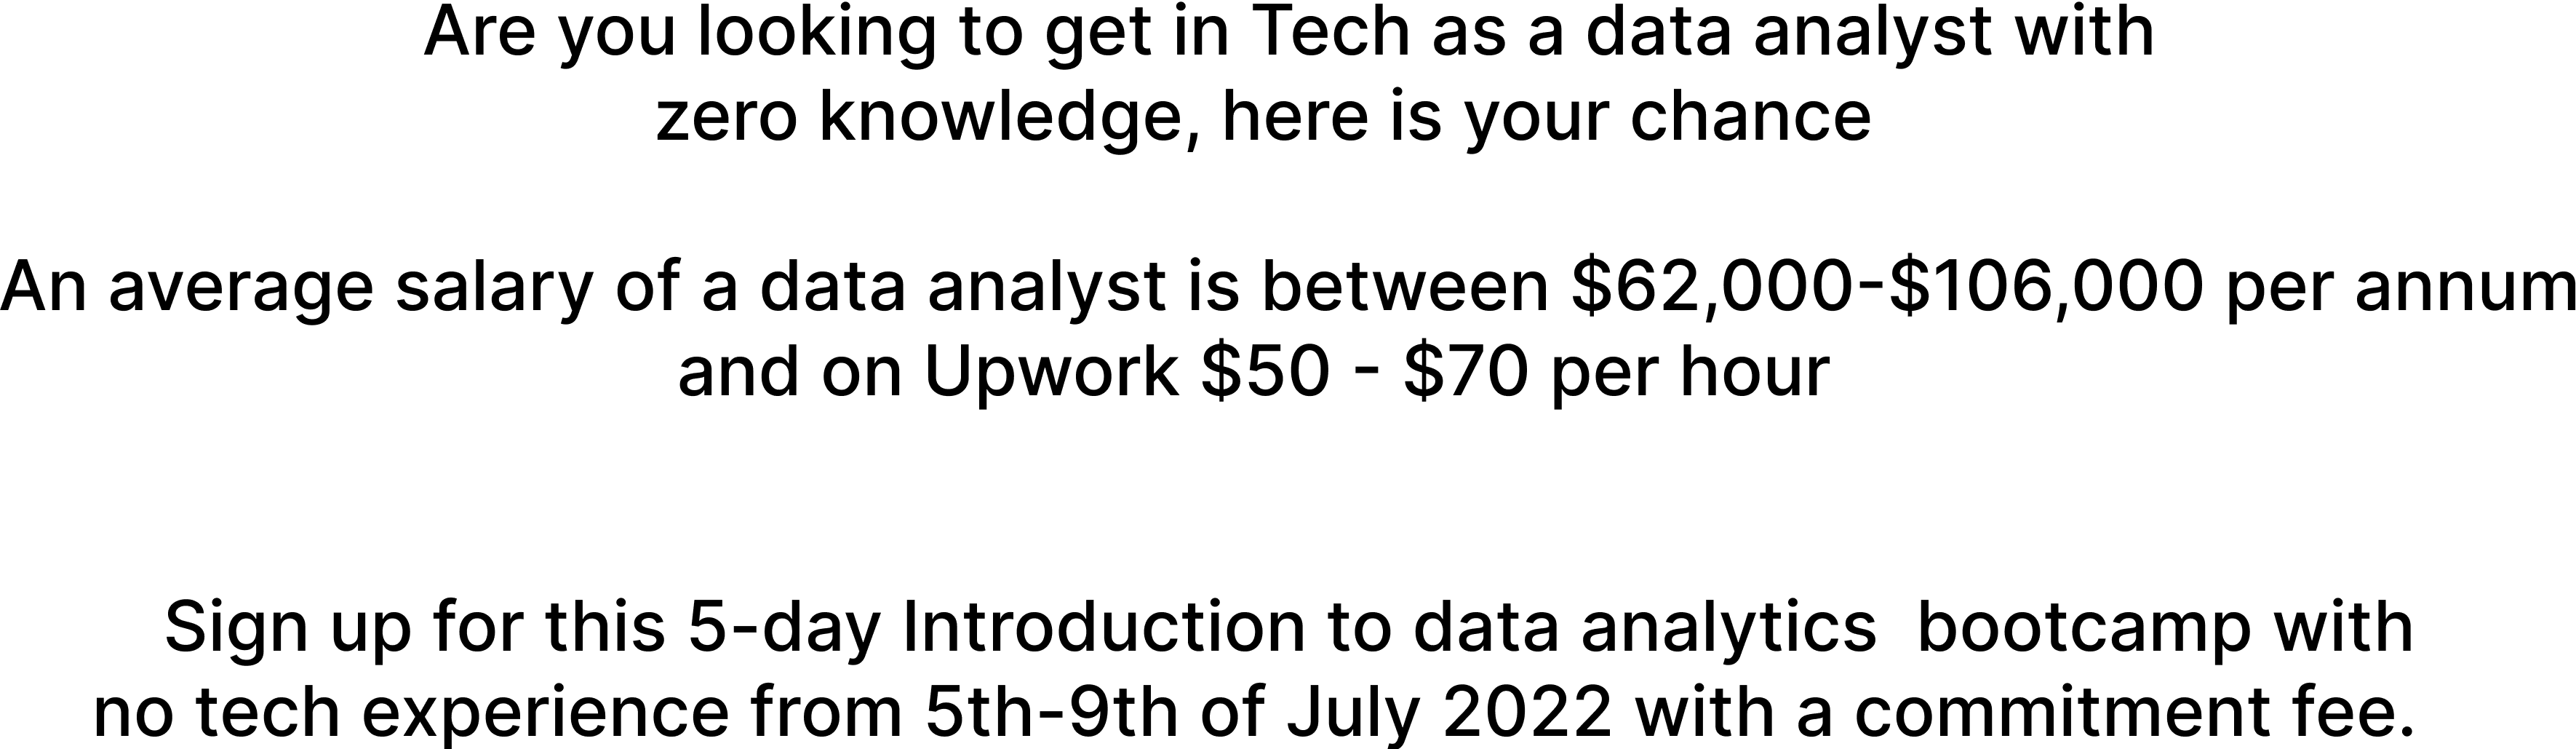 Are you looking to get in Tech as a data analyst with
zero knowledge, here is your chance
An average salary of a data analyst is between $62,000-$106,000 per annum
and on Upwork $50 - $70 per hour
Sign up for this 5-day Introduction to data analytics  bootcamp with
no tech experience from 5th-9th of July 2022 with a commitment fee.